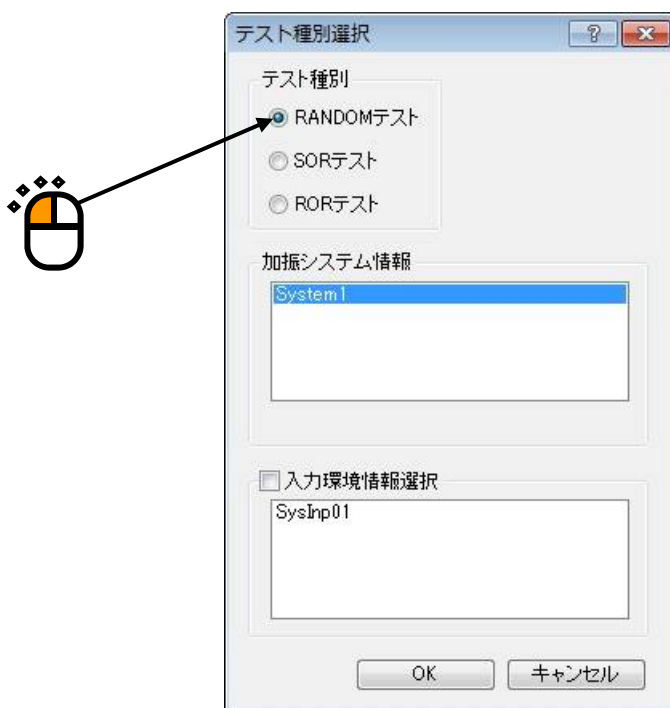 テスト種別選択
テスト種別
RANDOMテスト
SORテスト
RORテスト
加振システム情報
System1
入力環境情報選択
SysInp01
OK キャンセル